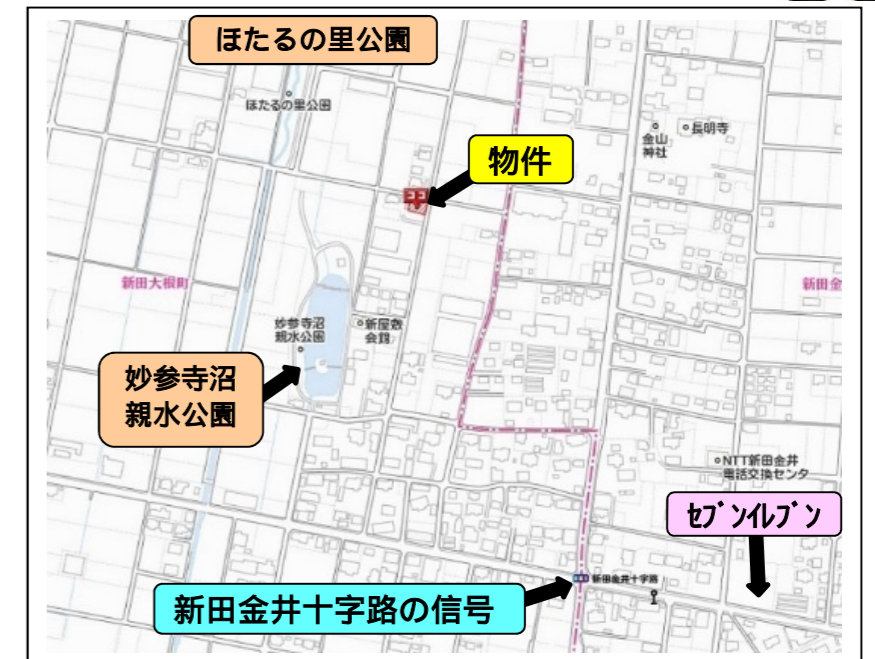 ほたるの里公園
ほたるの里公園
金山
神社
長明寺
物件
ココ
新田大根町
新田金
妙参寺沼
親水公園
新屋敷
会館
妙参寺沼
親水公園
NTT新田金井
電話交換センタ
ｾﾌﾞﾝｲﾚﾌﾞﾝ
新田金井十字路
新田金井十字路の信号